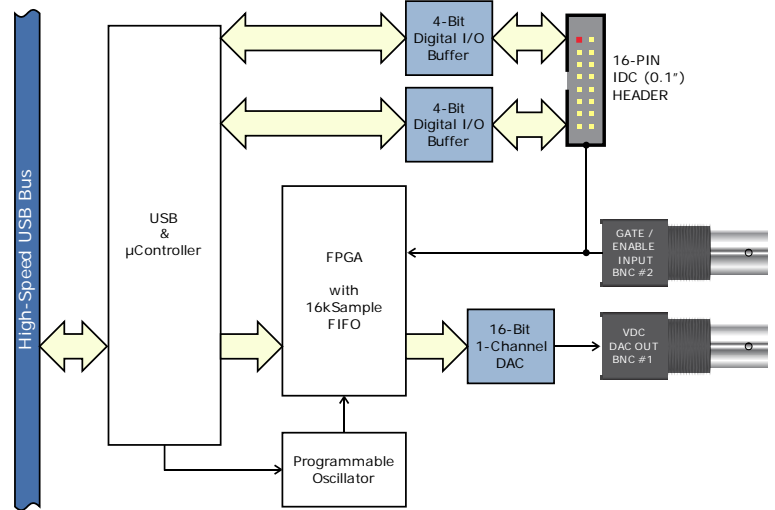 4-Bit
Digital I/O
Buffer
16-PIN
IDC (0.1″)
HEADER
4-Bit
Digital I/O
Buffer
High-Speed USB Bus
USB
&
µController
FPGA
with
16kSample
FIFO
GATE /
ENABLE
INPUT
BNC #2
16-Bit
1-Channel
DAC
VDC
DAC OUT
BNC #1
Programmable
Oscillator